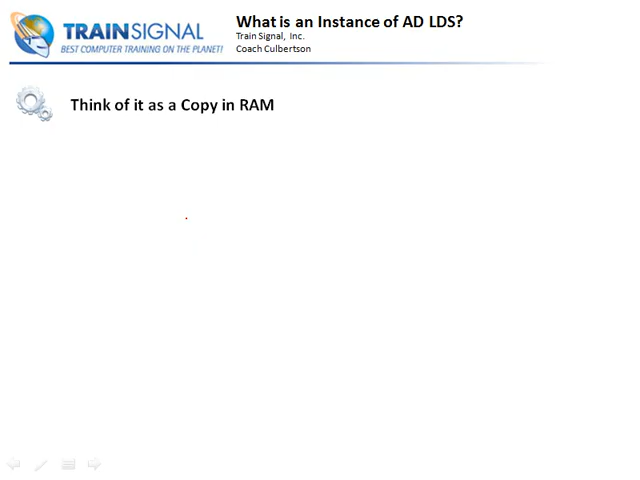 TRAINSIGNAL
BEST COMPUTER TRAINING ON THE PLANET!
What is an Instance of AD LDS?
Train Signal, Inc.
Coach Culbertson
Think of it as a Copy in RAM